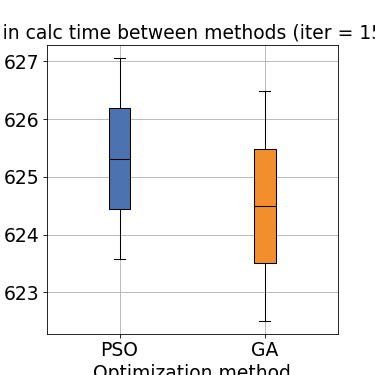 in calc time between methods (iter = 15
627
626
625
624
623
PSO GA
Optimization method